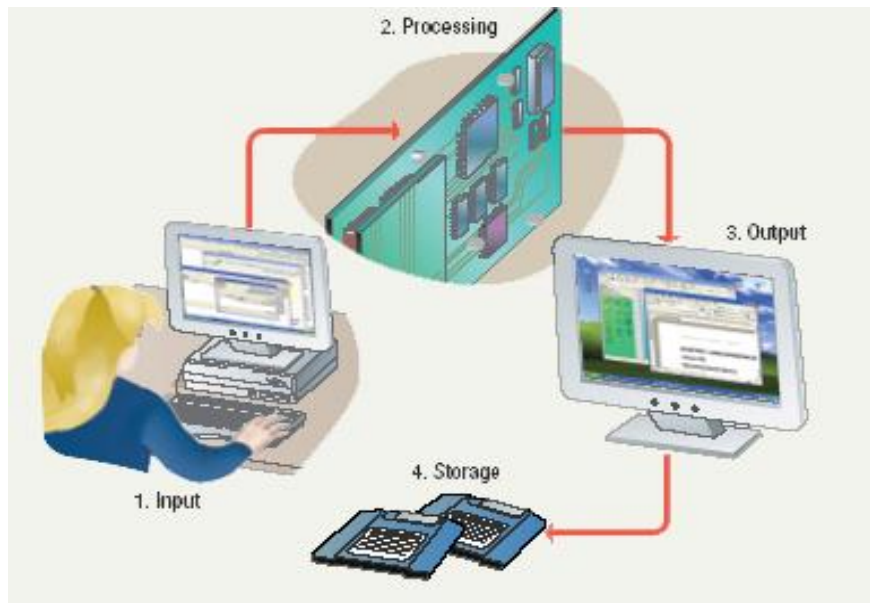 2. Processing
3. Output
4. Storage
1. Input